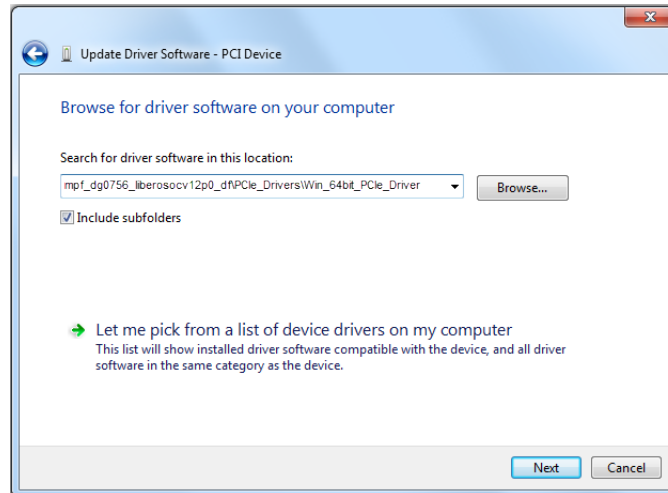 Update Driver Software - PCI Device
Browse for driver software on your computer
Search for driver software in this location:
mpf_dg0756_liberosocv12p0_df\PCIe_Drivers\Win_64bit_PCIe_Driver
Browse...
Include subfolders
Let me pick from a list of device drivers on my computer
This list will show installed driver software compatible with the device, and all driver
software in the same category as the device.
Next
Cancel